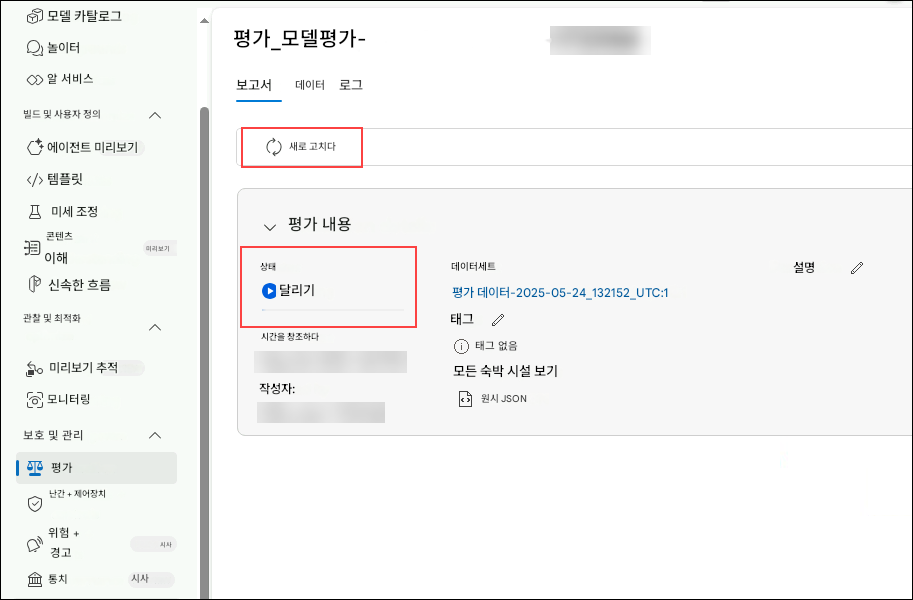 모델 카탈로그
놀이터
알 서비스
빌드 및 사용자 정의
에이전트 미리보기
템플릿
미세 조정
콘텐츠
이해
미리보기
신속한 흐름
관찰 및 최적화
미리보기 추적
모니터링
보호 및 관리
평가
난간 + 제어장치
위험 +
경고
시사
통치
시사
평가_모델평가-
보고서 데이터 로그
새로 고치다
평가 내용
상태
달리기
시간을 창조하다
작성자:
데이터세트
평가 데이터-2025-05-24_132152_UTC:1
태그
태그 없음
모든 숙박 시설 보기
원시 JSON
설명